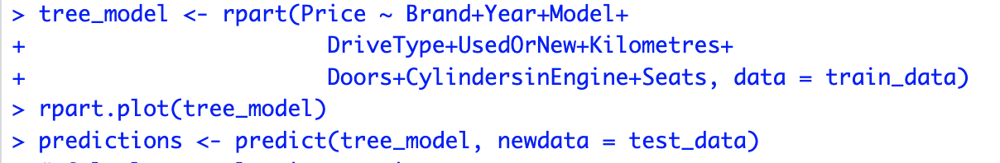 > tree_model <- rpart(Price ~ Brand+Year+Model+
+                     DriveType+UsedOrNew+Kilometres+
+                     Doors+CylindersinEngine+Seats, data = train_data)
> rpart.plot(tree_model)
> predictions <- predict(tree_model, newdata = test_data)